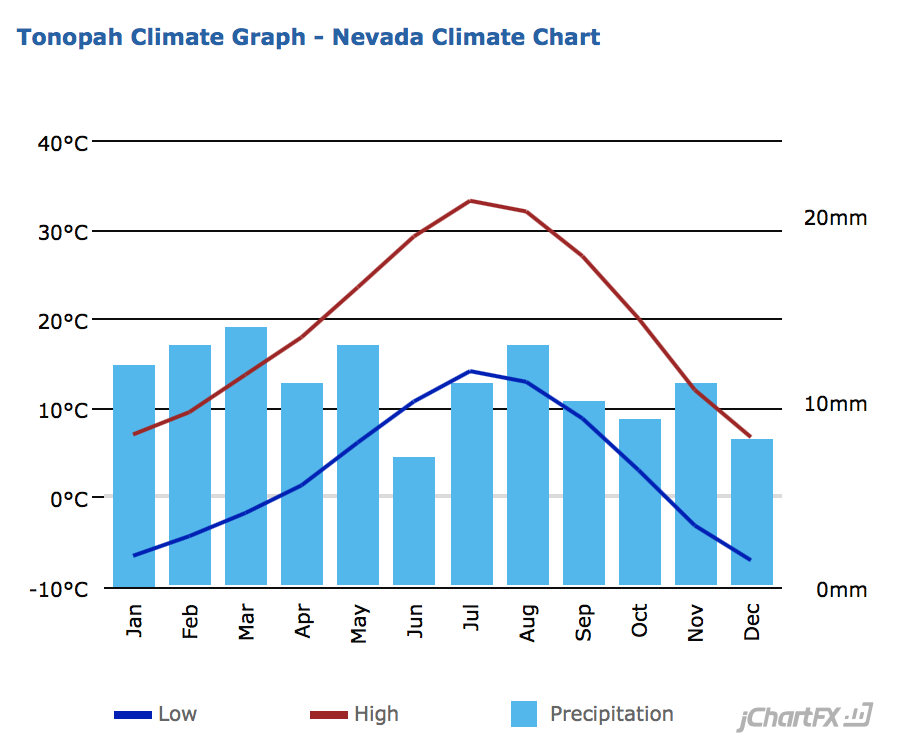 Tonopah Climate Graph - Nevada Climate Chart
40°C
30°C
20°C
10°C
0°C
-10°C
20mm
10mm
0mm
Jan
Feb
Mar
Apr
May
Jun
Jul
Aug
Sep
Oct
Nov
Dec
Low
High
Precipitation
jChartFX